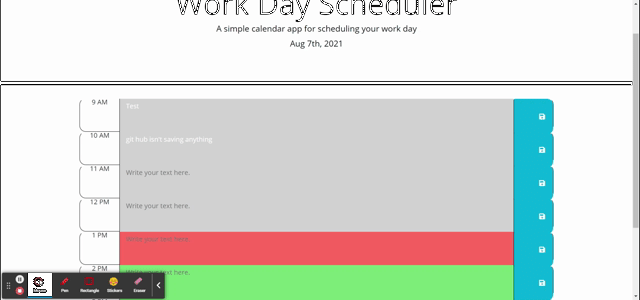 Work Day Scheduler
A simple calendar app for scheduling your work day
Aug 7th, 2021
9 AM
Test
10 AM
git hub isn't saving anything
11 AM
Write your text here.
12 PM
Write your text here.
1 PM
Write your text here.
2 PM
Write your text here.
Pen
Rectangle
Stickers
Eraser